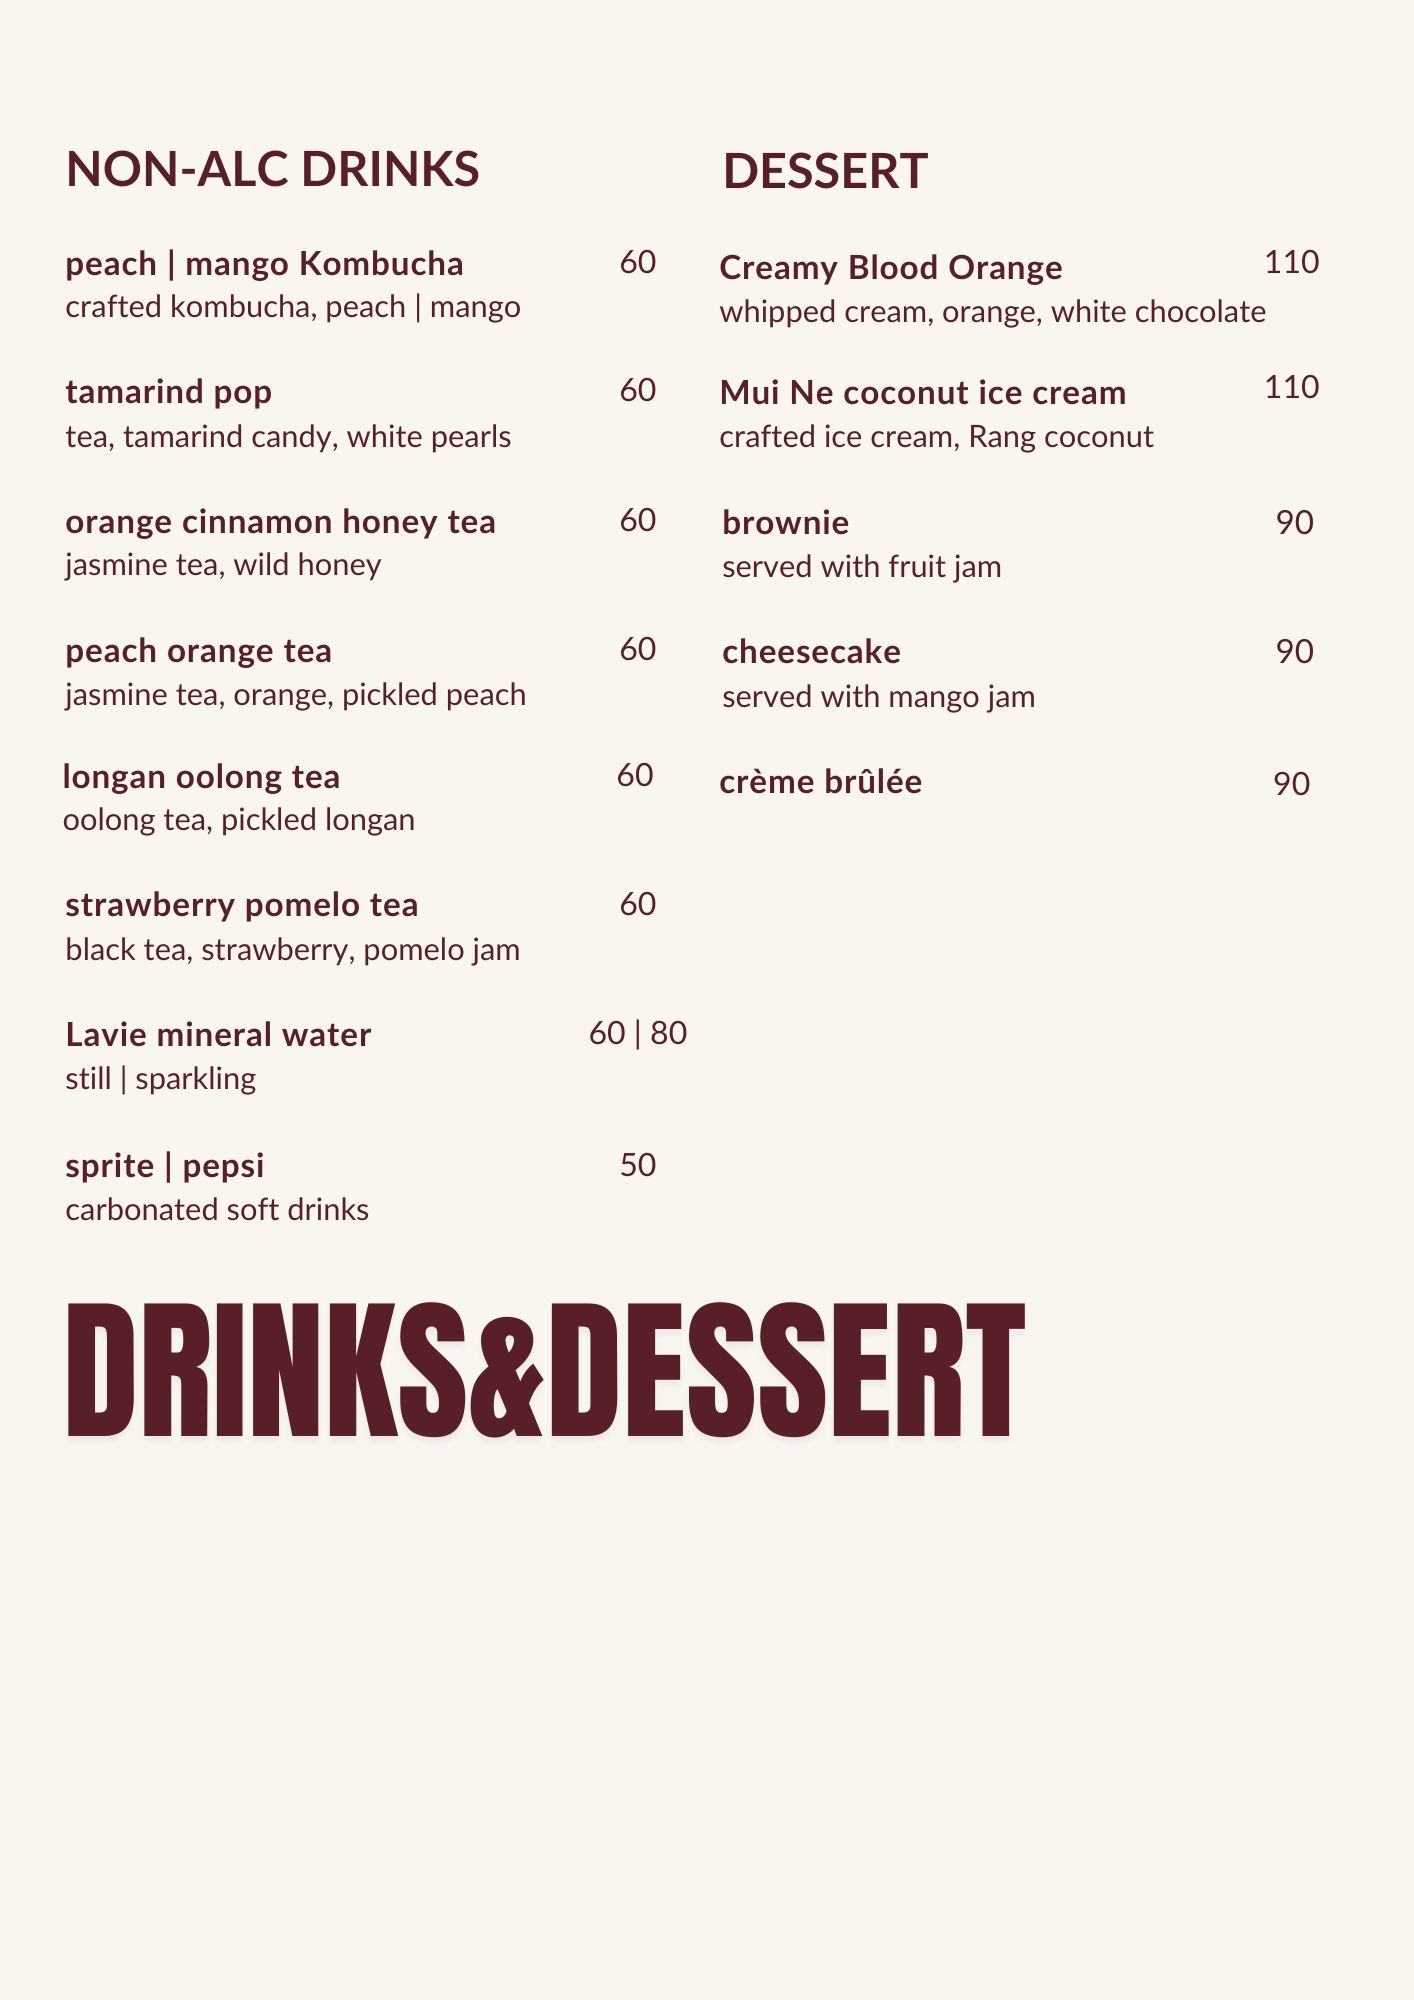 NON-ALC DRINKS
peach | mango Kombucha 60
crafted kombucha, peach | mango
tamarind pop 60
tea, tamarind candy, white pearls
orange cinnamon honey tea 60
jasmine tea, wild honey
peach orange tea 60
jasmine tea, orange, pickled peach
longan oolong tea 60
oolong tea, pickled longan
strawberry pomelo tea 60
black tea, strawberry, pomelo jam
Lavie mineral water 60 | 80
still | sparkling
sprite | pepsi 50
carbonated soft drinks
DESSERT
Creamy Blood Orange 110
whipped cream, orange, white chocolate
Mui Ne coconut ice cream 110
crafted ice cream, Rang coconut
brownie 90
served with fruit jam
cheesecake 90
served with mango jam
crème brûlée 90
DRINKS&DESSERT